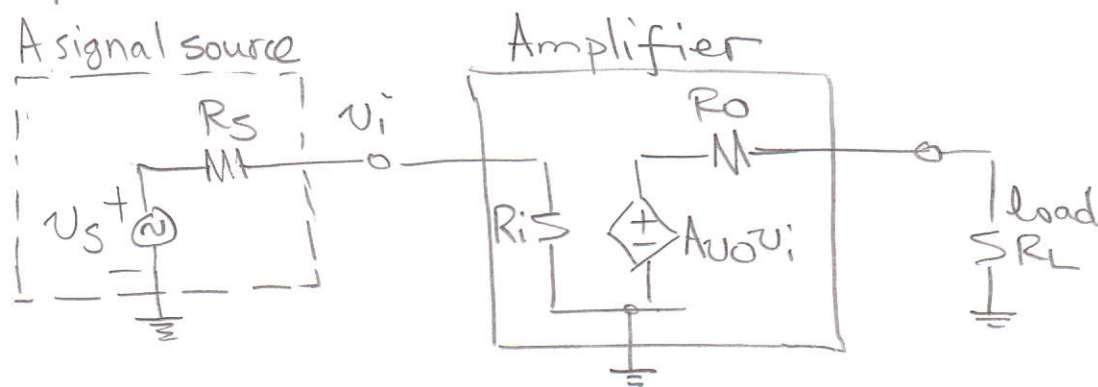 A signal source
Amplifier
Rs
vi
Ro
vs
+
−
Ri
+
−
Avovi
load
RL